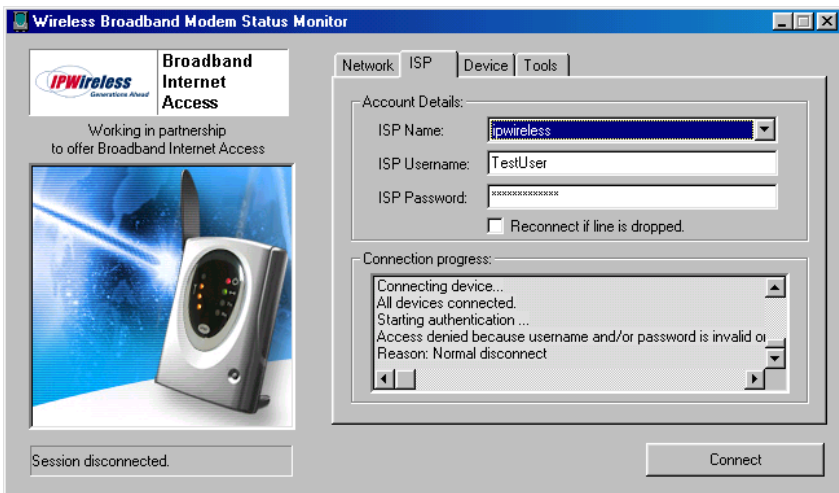 Wireless Broadband Modem Status Monitor
IPWireless
Generations Ahead
Broadband
Internet
Access
Working in partnership
to offer Broadband Internet Access
Session disconnected.
Network ISP Device Tools
Account Details:
ISP Name: ipwireless
ISP Username: TestUser
ISP Password: xxxxxxxxxxxxx
Reconnect if line is dropped.
Connection progress:
Connecting device...
All devices connected.
Starting authentication ...
Access denied because username and/or password is invalid or
Reason: Normal disconnect
Connect